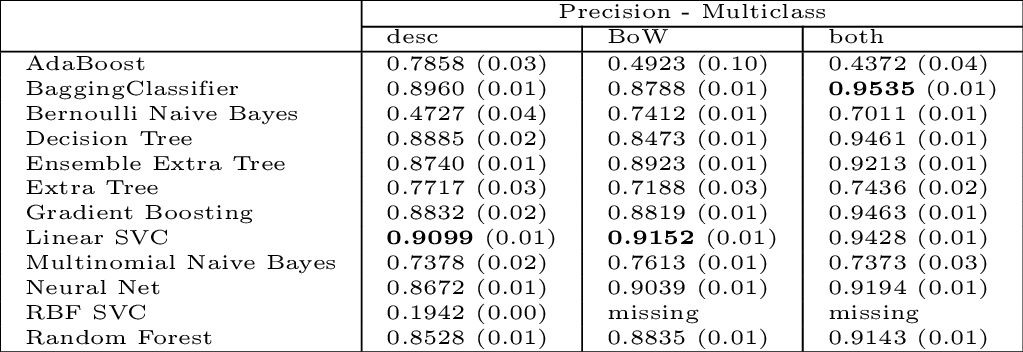 Precision - Multiclass
desc BoW both
AdaBoost 0.7858 (0.03) 0.4923 (0.10) 0.4372 (0.04)
BaggingClassifier 0.8960 (0.01) 0.8788 (0.01) 0.9535 (0.01)
Bernoulli Naive Bayes 0.4727 (0.04) 0.7412 (0.01) 0.7011 (0.01)
Decision Tree 0.8885 (0.02) 0.8473 (0.01) 0.9461 (0.01)
Ensemble Extra Tree 0.8740 (0.01) 0.8923 (0.01) 0.9213 (0.01)
Extra Tree 0.7717 (0.03) 0.7188 (0.03) 0.7436 (0.02)
Gradient Boosting 0.8832 (0.02) 0.8819 (0.01) 0.9463 (0.01)
Linear SVC 0.9099 (0.01) 0.9152 (0.01) 0.9428 (0.01)
Multinomial Naive Bayes 0.7378 (0.02) 0.7613 (0.01) 0.7373 (0.03)
Neural Net 0.8672 (0.01) 0.9039 (0.01) 0.9194 (0.01)
RBF SVC 0.1942 (0.00) missing missing
Random Forest 0.8528 (0.01) 0.8835 (0.01) 0.9143 (0.01)